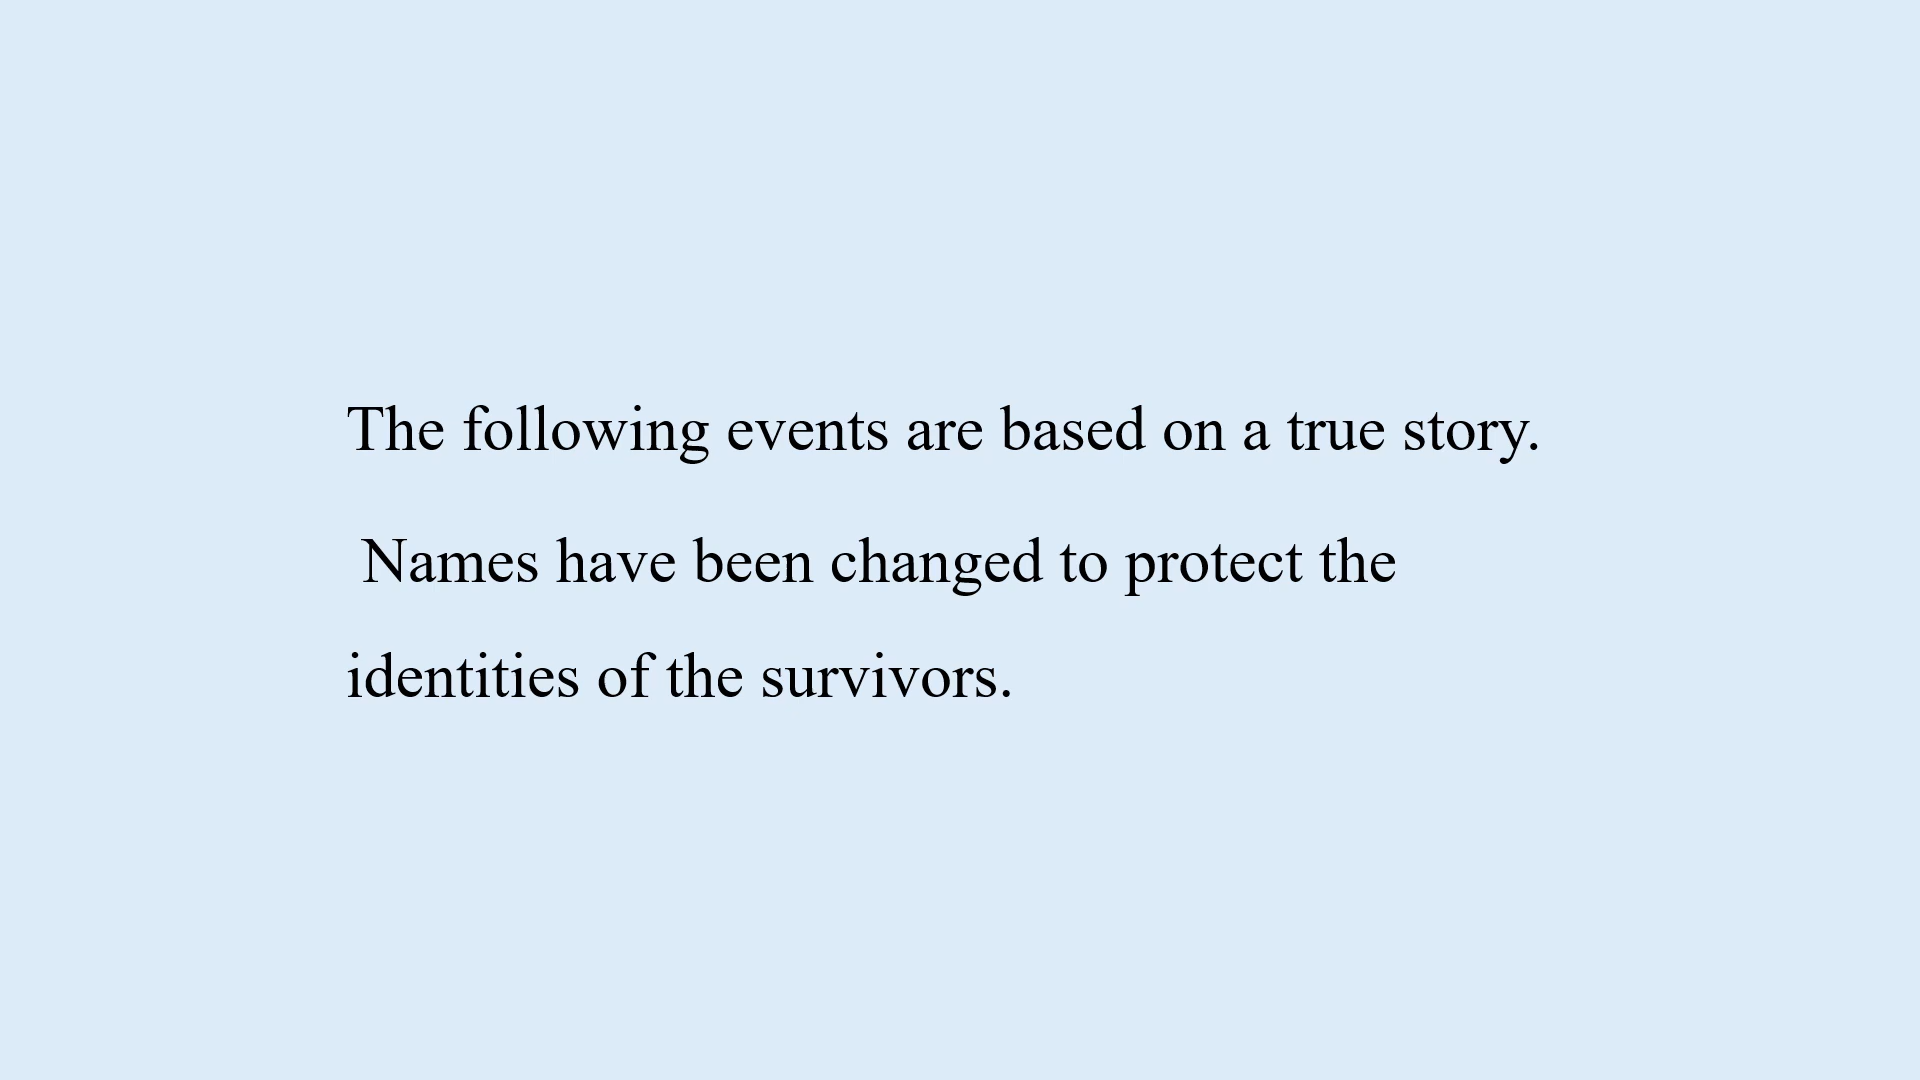 The following events are based on a true story.
Names have been changed to protect the
identities of the survivors.